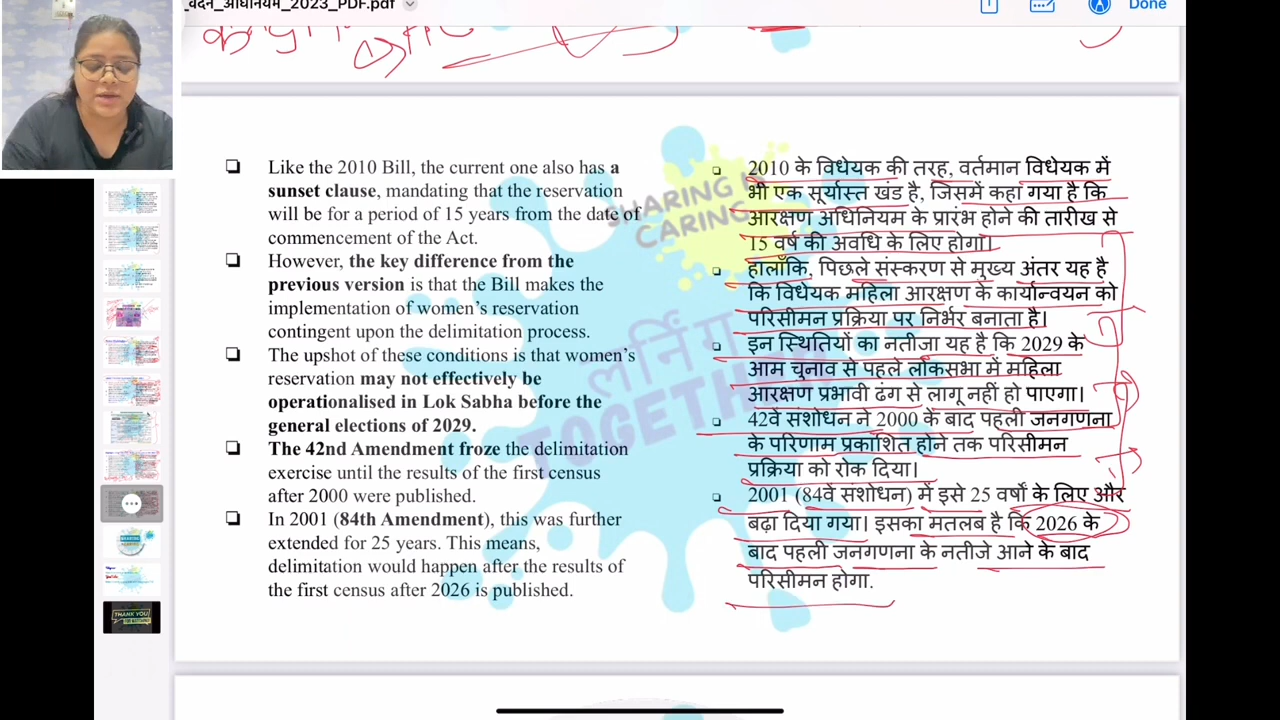 _वंदन_अधिनियम_2023_PDF.pdf
Done
Like the 2010 Bill, the current one also has a
sunset clause, mandating that the reservation
will be for a period of 15 years from the date of
commencement of the Act.
However, the key difference from the
previous version is that the Bill makes the
implementation of women's reservation
contingent upon the delimitation process.
The upshot of these conditions is that women's
reservation may not effectively be
operationalised in Lok Sabha before the
general elections of 2029.
The 42nd Amendment froze the delimitation
exercise until the results of the first census
after 2000 were published.
In 2001 (84th Amendment), this was further
extended for 25 years. This means,
delimitation would happen after the results of
the first census after 2026 is published.
2010 के विधेयक की तरह, वर्तमान विधेयक में
भी एक सूर्यास्त खंड है, जिसमें कहा गया है कि
आरक्षण अधिनियम के प्रारंभ होने की तारीख से
15 वर्ष की अवधि के लिए होगा।
हालाँकि, पिछले संस्करण से मुख्य अंतर यह है
कि विधेयक महिला आरक्षण के कार्यान्वयन को
परिसीमन प्रक्रिया पर निर्भर बनाता है।
इन स्थितियों का नतीजा यह है कि 2029 के
आम चुनाव से पहले लोकसभा में महिला
आरक्षण प्रभावी ढंग से लागू नहीं हो पाएगा।
42वें संशोधन ने 2000 के बाद पहली जनगणना
के परिणाम प्रकाशित होने तक परिसीमन
प्रक्रिया को रोक दिया।
2001 (84वें संशोधन) में इसे 25 वर्षों के लिए और
बढ़ा दिया गया। इसका मतलब है कि 2026 के
बाद पहली जनगणना के नतीजे आने के बाद
परिसीमन होगा.
SHARING IS
CARING
लर्निंग
TOGETHER
THANK YOU